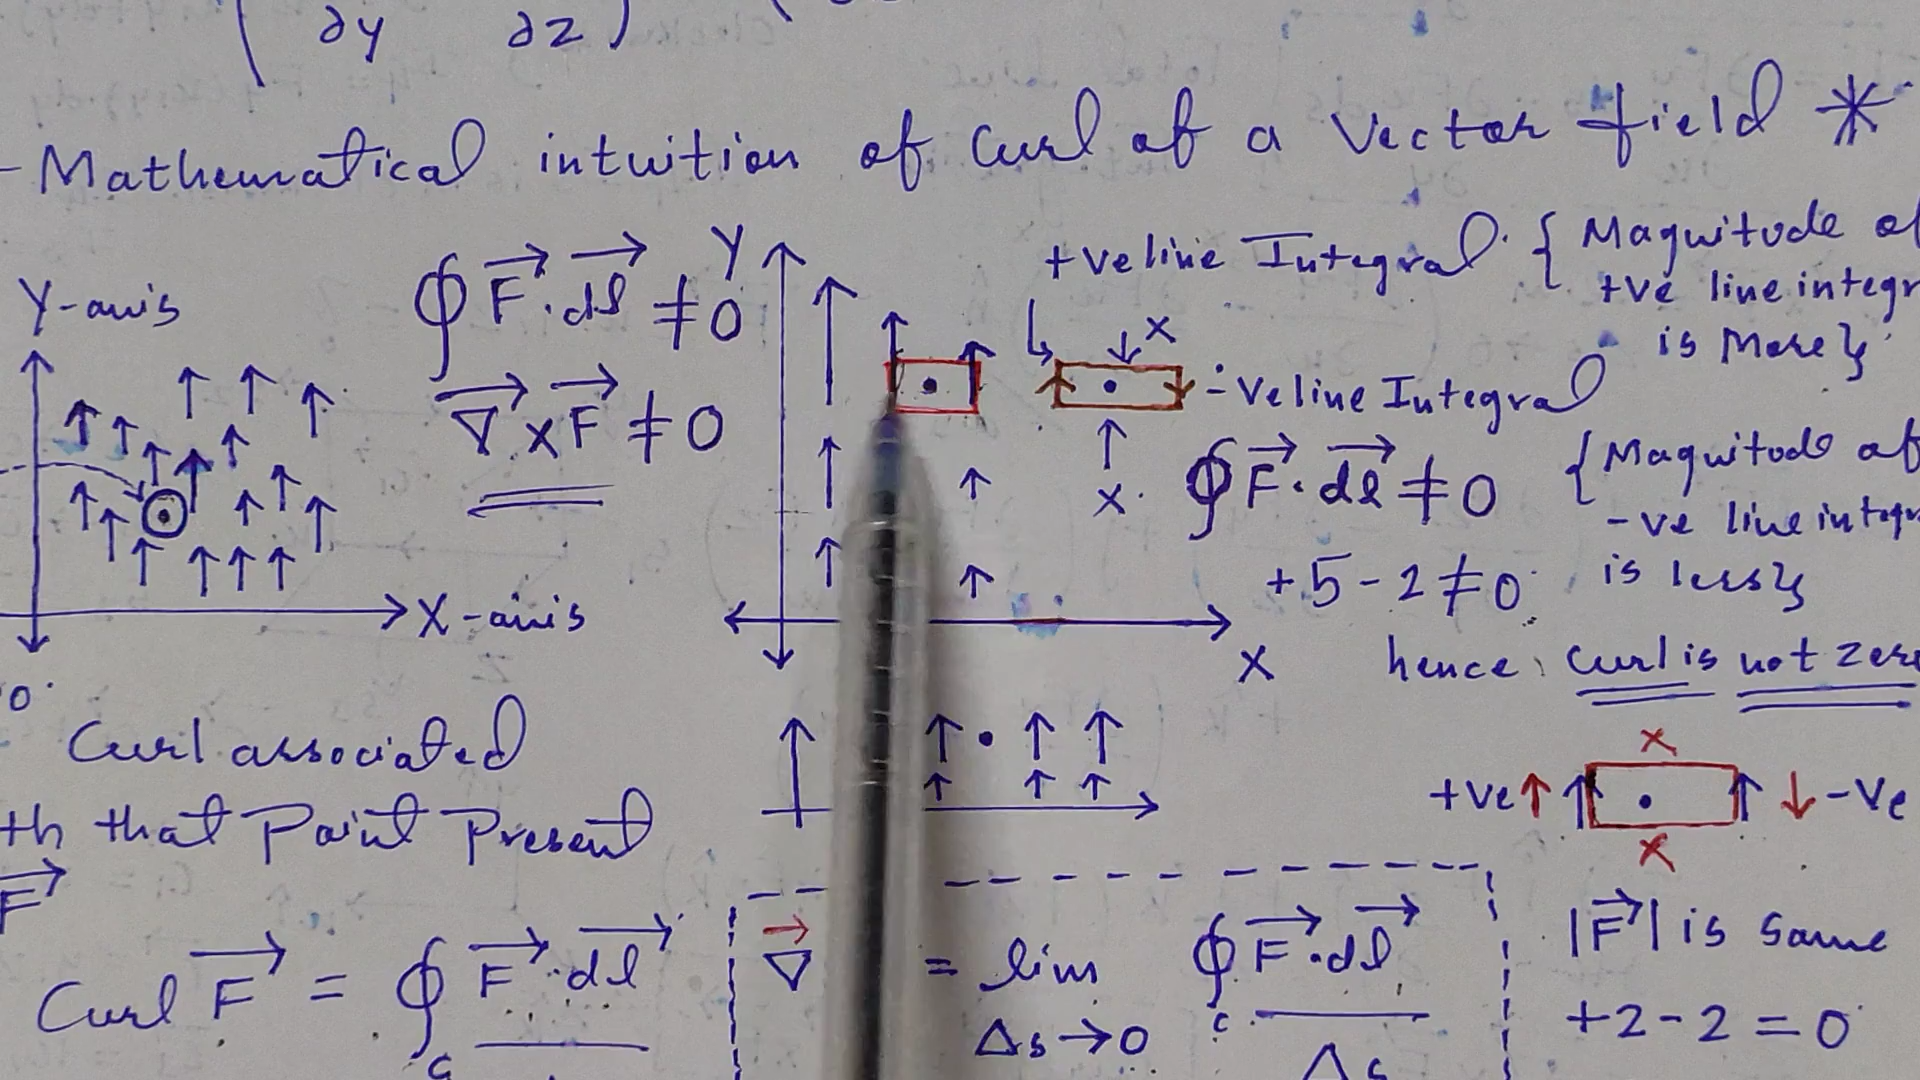 ∂y ∂z )
- Mathematical intuition of Curl of a Vector field *
Y-axis
∮ F⃗ · dl⃗ ≠ 0
∇⃗ × F⃗ ≠ 0
X-axis
Y
+ve line Integral. { Magnitude of
+ve line integr
is More }
x
- Ve line Integral
x
∮ F⃗ · dl⃗ ≠ 0
{ Magnitude of
- ve line integr
is less }
+5 - 2 ≠ 0
X
hence, Curl is not zero
0
Curl associated
th that Point Present
F⃗
Curl F⃗ = ∮ F⃗ · dl⃗
c
∇⃗ = lim ∮ F⃗ · dl⃗
Δs → 0 c
Δs
x
+ve ↑ ↑ ↑ ↓ - Ve
x
|F⃗| is same
+2 - 2 = 0